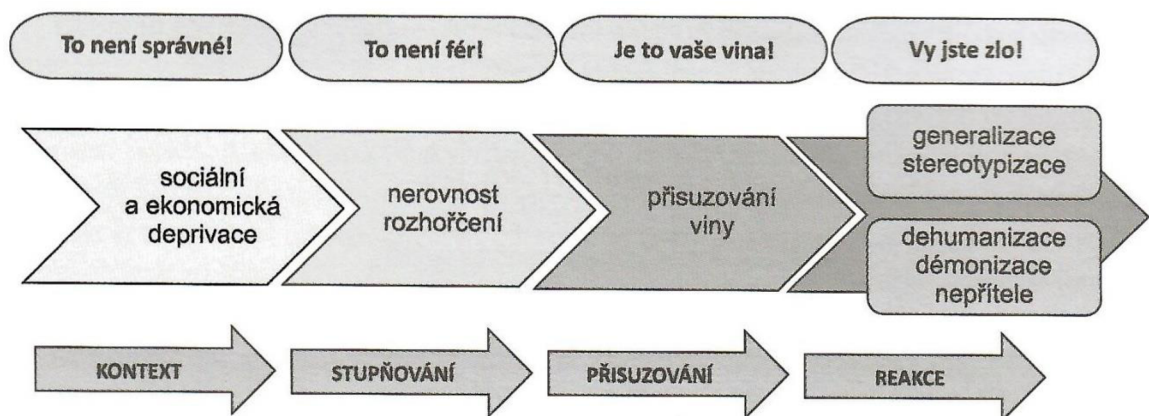 To není správné!
To není fér!
Je to vaše vina!
Vy jste zlo!
sociální
a ekonomická
deprivace
nerovnost
rozhořčení
přisuzování
viny
generalizace
stereotypizace
dehumanizace
démonizace
nepřítele
KONTEXT
STUPŇOVÁNÍ
PŘISUZOVÁNÍ
REAKCE